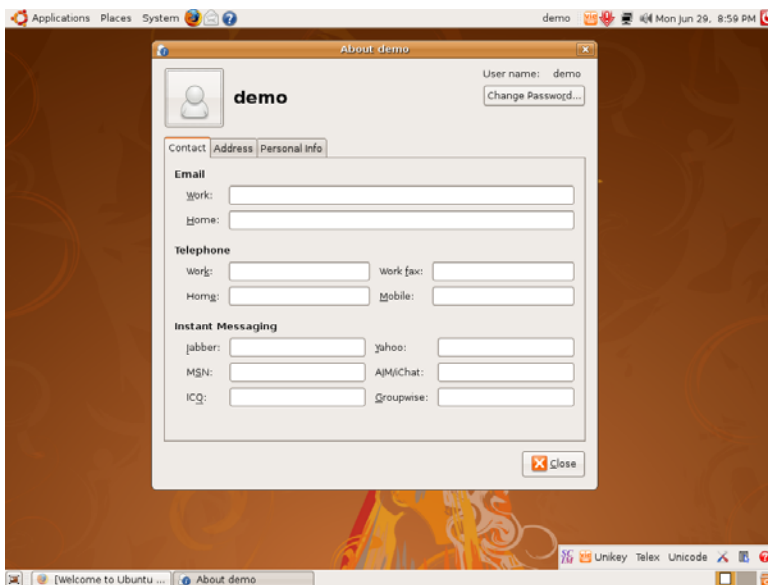 Applications Places System demo Mon Jun 29, 8:59 PM
About demo
User name: demo
demo
Change Password...
Contact Address Personal Info
Email
Work:
Home:
Telephone
Work: Work fax:
Home: Mobile:
Instant Messaging
Jabber: Yahoo:
MSN: AIM/iChat:
ICQ: Groupwise:
Close
Unikey Telex Unicode
[Welcome to Ubuntu ... About demo